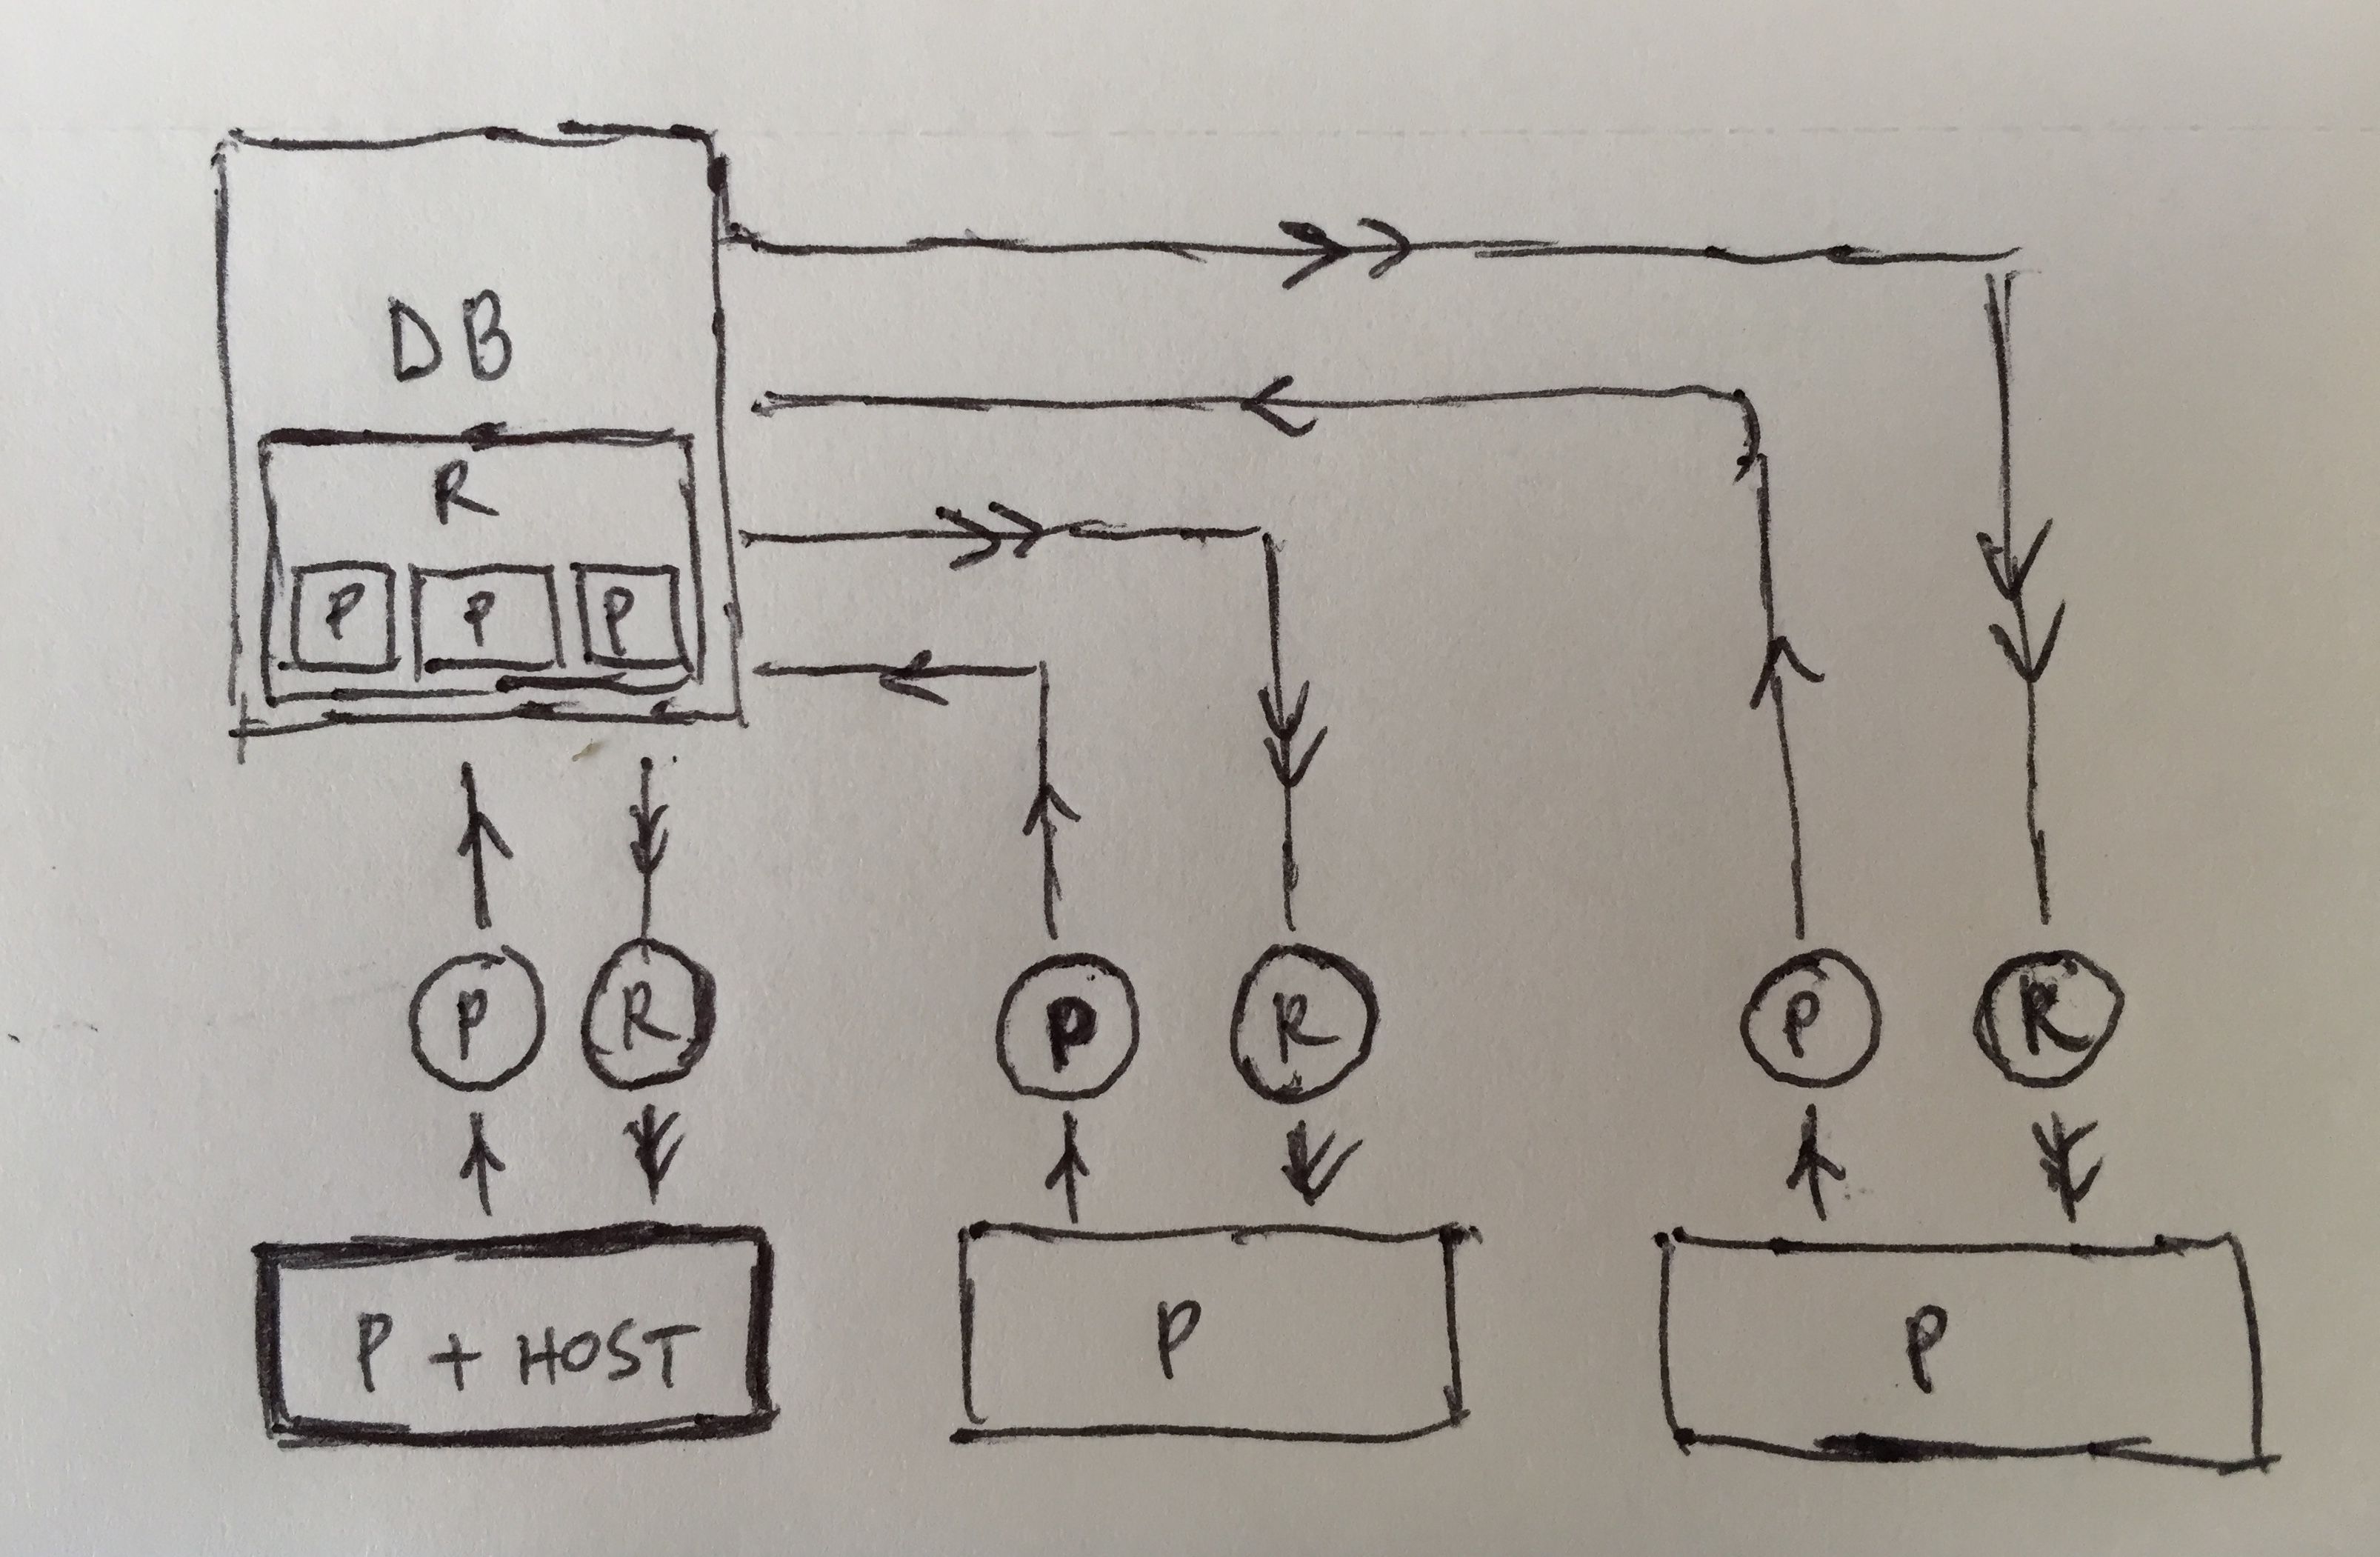 DB
R
P P P
P R P R P R
P + HOST P P